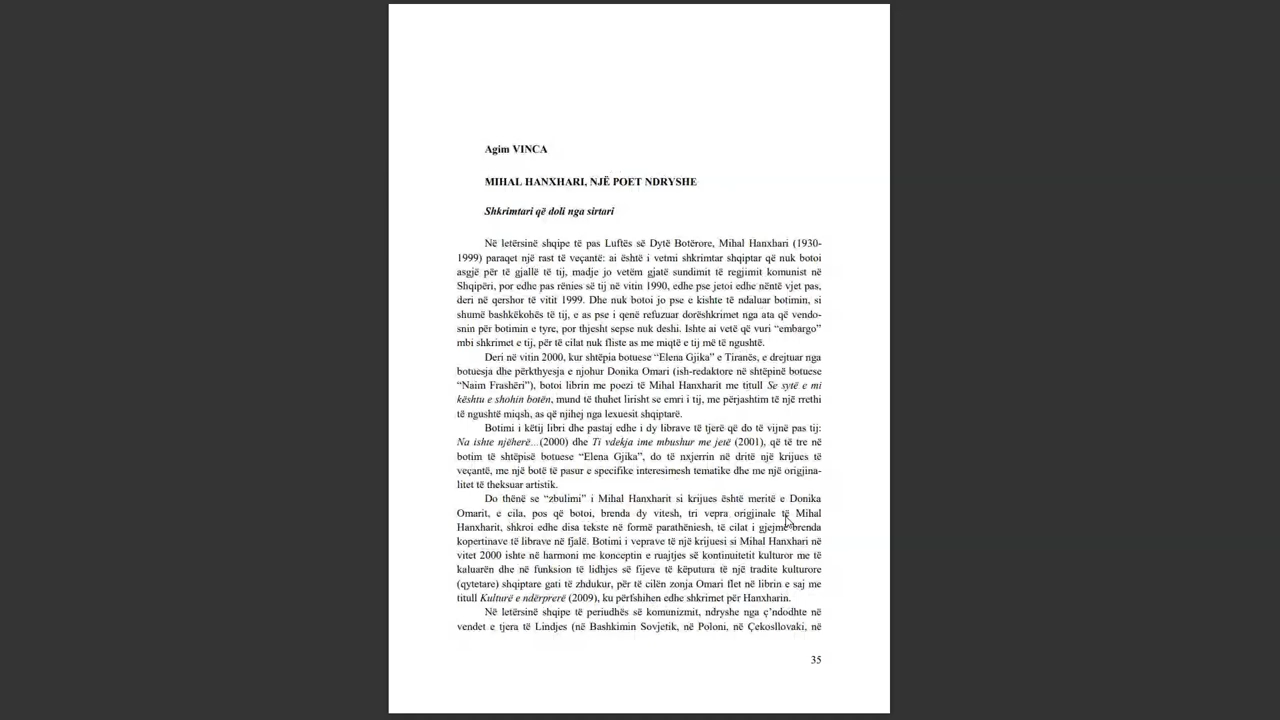 Agim VINCA
MIHAL HANXHARI, NJË POET NDRYSHE
Shkrimtari që doli nga sirtari
Në letërsinë shqipe të pas Luftës së Dytë Botërore, Mihal Hanxhari (1930-
1999) paraqet një rast të veçantë: ai është i vetmi shkrimtar shqiptar që nuk botoi
asgjë për të gjallë të tij, madje jo vetëm gjatë sundimit të regjimit komunist në
Shqipëri, por edhe pas rënies së tij në vitin 1990, edhe pse jetoi edhe nëntë vjet pas,
deri në qershor të vitit 1999. Dhe nuk botoi jo pse e kishte të ndaluar botimin, si
shumë bashkëkohës të tij, e as pse i qenë refuzuar dorëshkrimet nga ata që vendo-
snin për botimin e tyre, por thjesht sepse nuk deshi. Ishte ai vetë që vuri “embargo”
mbi shkrimet e tij, për të cilat nuk fliste as me miqtë e tij më të ngushtë.
Deri në vitin 2000, kur shtëpia botuese “Elena Gjika” e Tiranës, e drejtuar nga
botuesja dhe përkthyesja e njohur Donika Omari (ish-redaktore në shtëpinë botuese
“Naim Frashëri”), botoi librin me poezi të Mihal Hanxharit me titull Se sytë e mi
kështu e shohin botën, mund të thuhet lirisht se emri i tij, me përjashtim të një rrethi
të ngushtë miqsh, as që njihej nga lexuesit shqiptarë.
Botimi i këtij libri dhe pastaj edhe i dy librave të tjerë që do të vijnë pas tij:
Na ishte njëherë...(2000) dhe Ti vdekja ime mbushur me jetë (2001), që të tre në
botim të shtëpisë botuese “Elena Gjika”, do të nxjerrin në dritë një krijues të
veçantë, me një botë të pasur e specifike interesimesh tematike dhe me një origjina-
litet të theksuar artistik.
Do thënë se “zbulimi” i Mihal Hanxharit si krijues është meritë e Donika
Omarit, e cila, pos që botoi, brenda dy vitesh, tri vepra origjinale të Mihal
Hanxharit, shkroi edhe disa tekste në formë parathëniesh, të cilat i gjejmë brenda
kopertinave të librave në fjalë. Botimi i veprave të një krijuesi si Mihal Hanxhari në
vitet 2000 ishte në harmoni me konceptin e ruajtjes së kontinuitetit kulturor me të
kaluarën dhe në funksion të lidhjes së fijeve të këputura të një tradite kulturore
(qytetare) shqiptare gati të zhdukur, për të cilën zonja Omari flet në librin e saj me
titull Kulturë e ndërprerë (2009), ku përfshihen edhe shkrimet për Hanxharin.
Në letërsinë shqipe të periudhës së komunizmit, ndryshe nga ç’ndodhte në
vendet e tjera të Lindjes (në Bashkimin Sovjetik, në Poloni, në Çekosllovaki, në
35